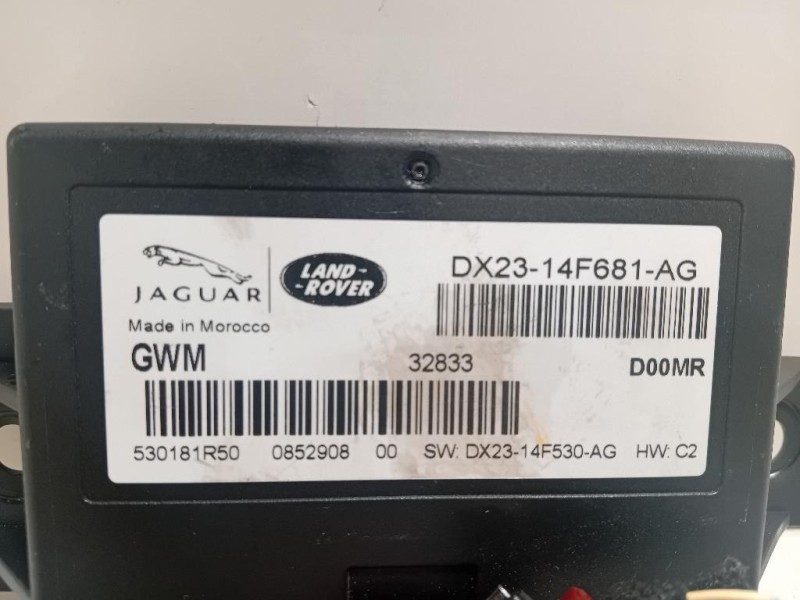 JAGUAR
LAND ROVER
DX23-14F681-AG
Made in Morocco
GWM 32833 D00MR
530181R50 0852908 00 SW: DX23-14F530-AG HW: C2